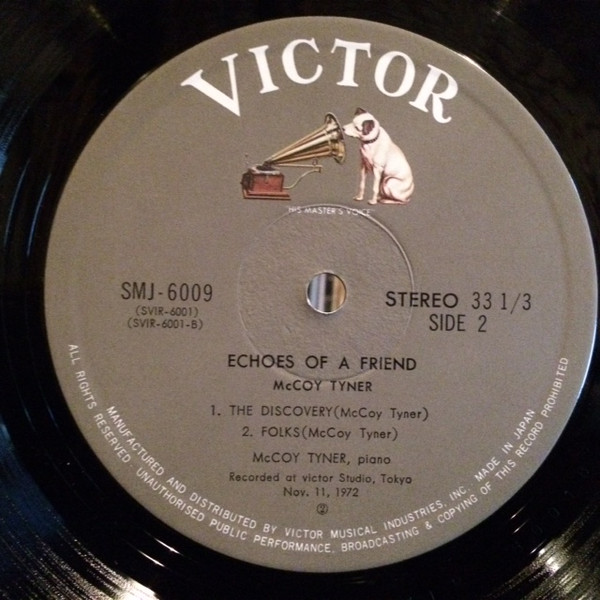 VICTOR
"HIS MASTER'S VOICE"
SMJ-6009
(SVIR-6001)
(SVIR-6001-B)
STEREO 33 1/3
SIDE 2
ECHOES OF A FRIEND
McCOY TYNER
1. THE DISCOVERY(McCoy Tyner)
2. FOLKS(McCoy Tyner)
McCOY TYNER, piano
Recorded at victor Studio, Tokyo
Nov. 11, 1972
②
MANUFACTURED AND DISTRIBUTED BY VICTOR MUSICAL INDUSTRIES, INC. MADE IN JAPAN
ALL RIGHTS RESERVED. UNAUTHORISED PUBLIC PERFORMANCE, BROADCASTING & COPYING OF THIS RECORD PROHIBITED